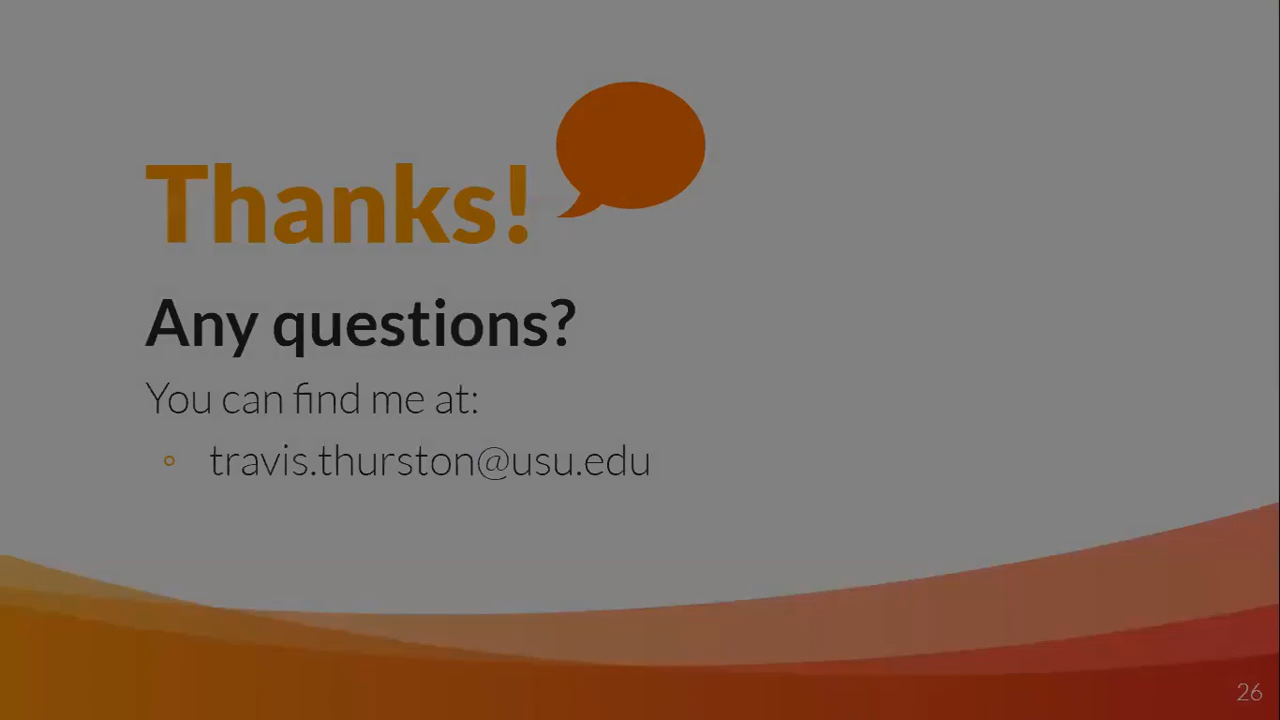 Thanks!
Any questions?
You can find me at:
travis.thurston@usu.edu
26